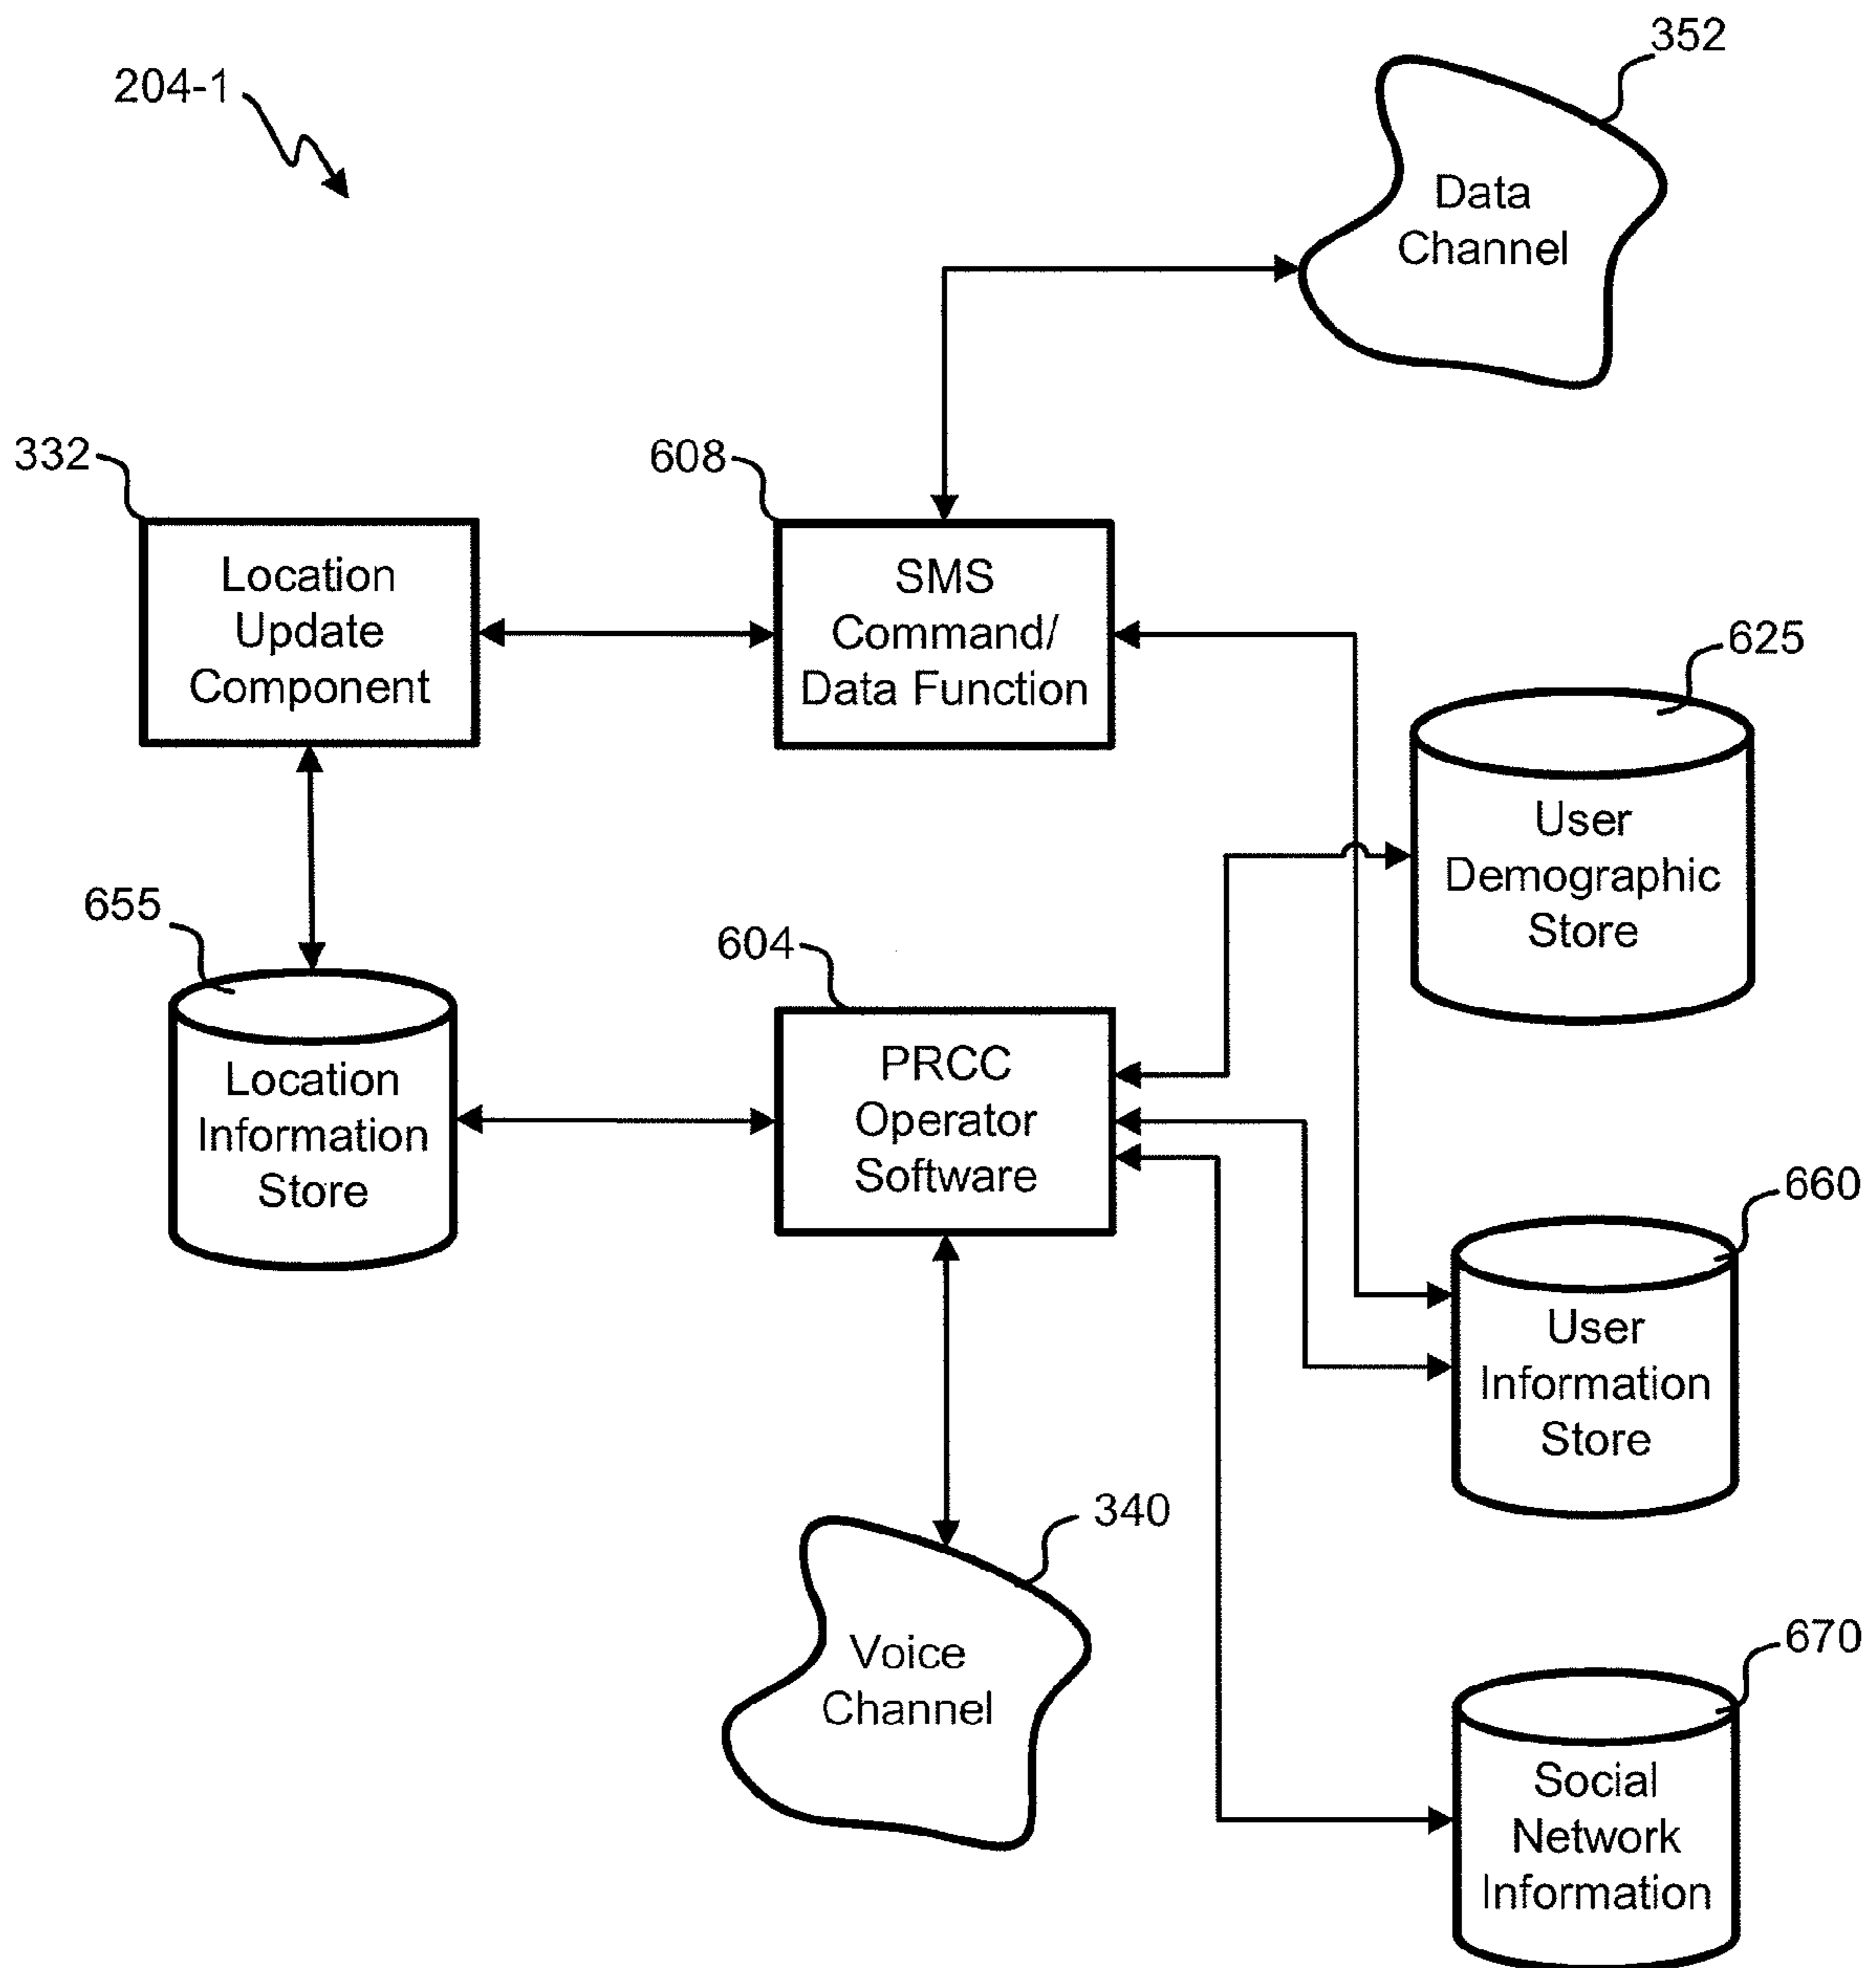 352
204-1
Data
Channel
332
608
Location
Update
Component
SMS
Command/
Data Function
625
User
Demographic
Store
655
604
Location
Information
Store
PRCC
Operator
Software
660
User
Information
Store
340
Voice
Channel
670
Social
Network
Information